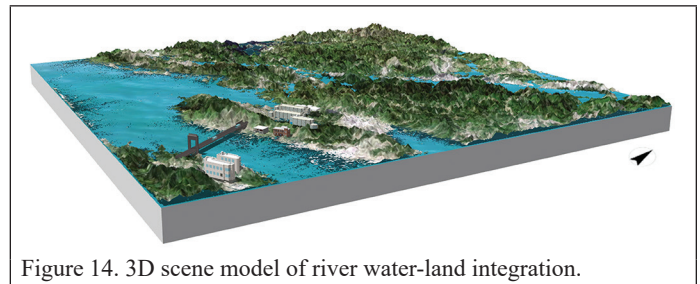 Figure 14. 3D scene model of river water-land integration.